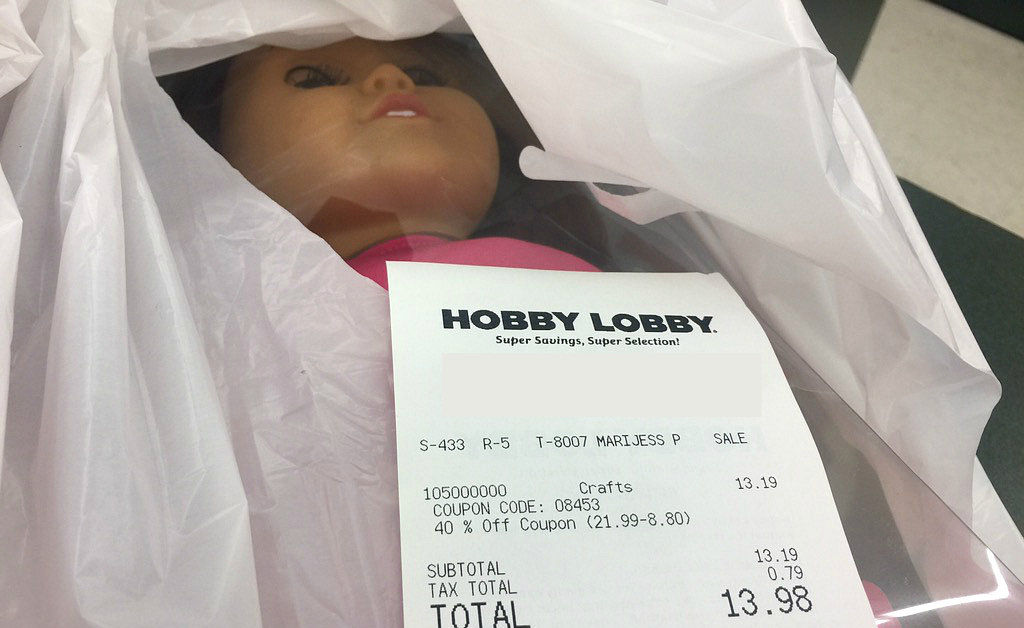 HOBBY LOBBY.
Super Savings, Super Selection!
S-433 R-5 T-8007 MARIJESS P SALE
105000000 Crafts 13.19
COUPON CODE: 08453
40 % Off Coupon (21.99-8.80)
SUBTOTAL 13.19
TAX TOTAL 0.79
TOTAL 13.98